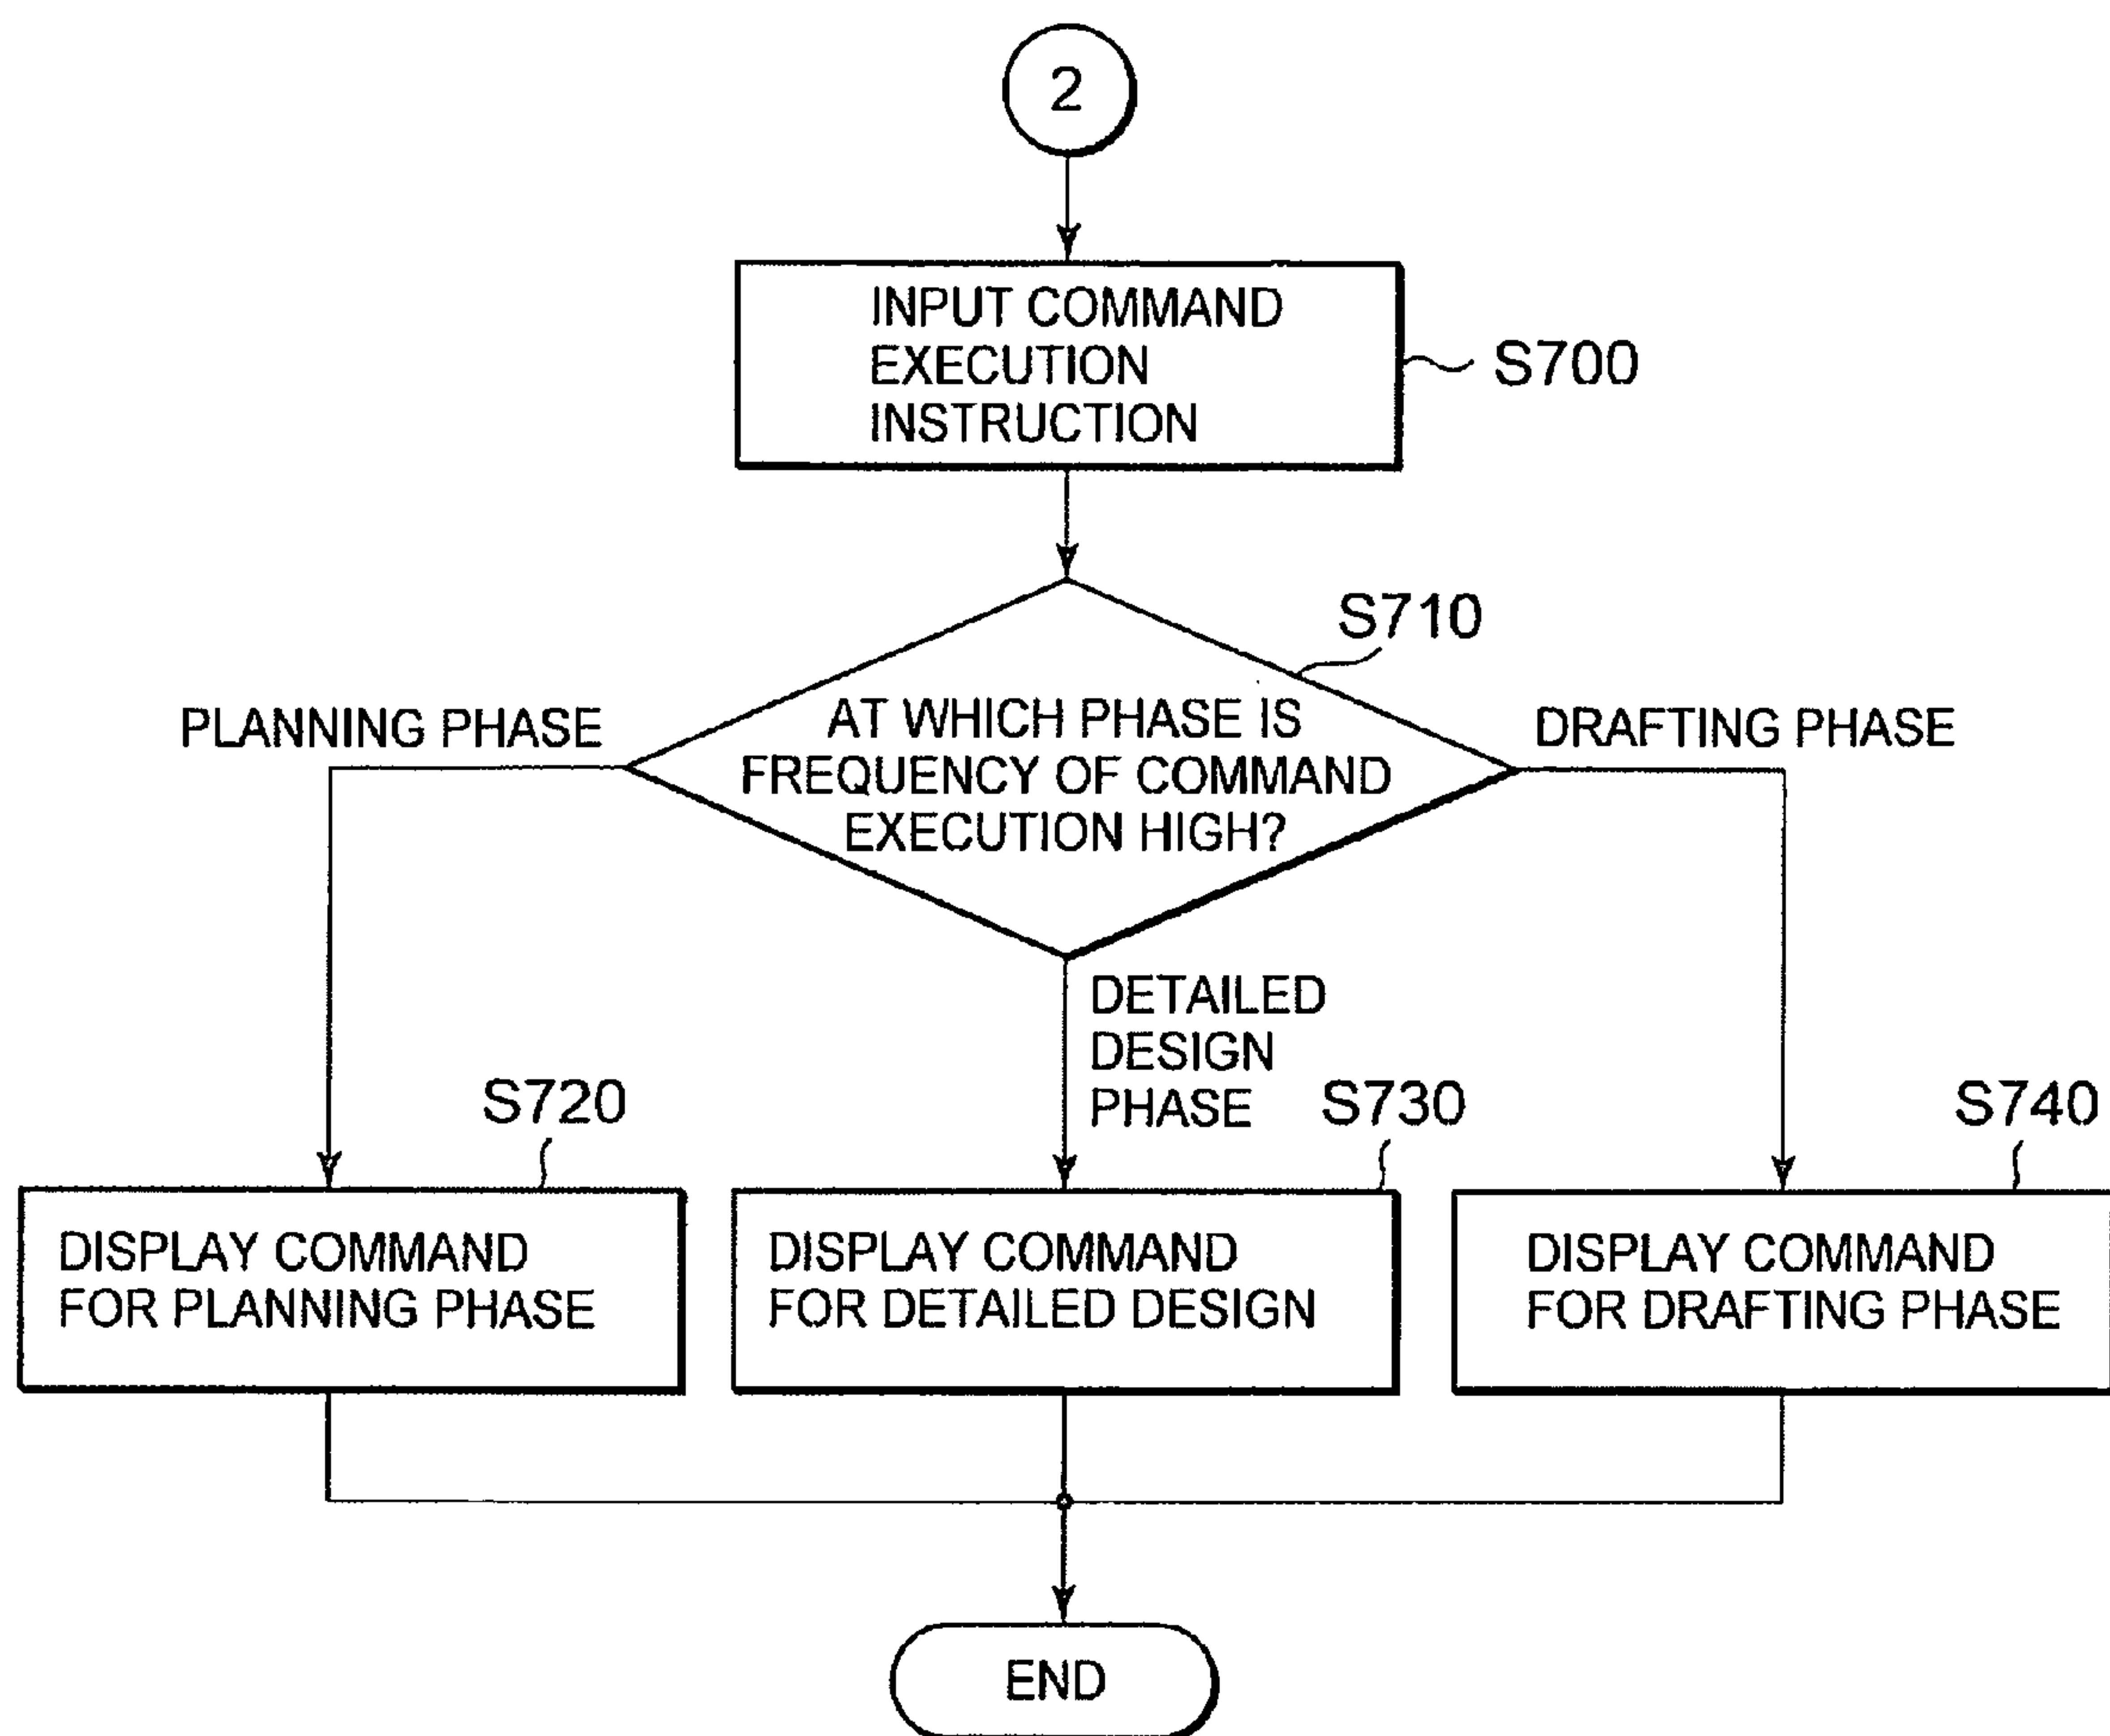 2
INPUT COMMAND
EXECUTION
INSTRUCTION
S700
S710
AT WHICH PHASE IS
FREQUENCY OF COMMAND
EXECUTION HIGH?
PLANNING PHASE
DRAFTING PHASE
DETAILED
DESIGN
PHASE
S720
DISPLAY COMMAND
FOR PLANNING PHASE
S730
DISPLAY COMMAND
FOR DETAILED DESIGN
S740
DISPLAY COMMAND
FOR DRAFTING PHASE
END